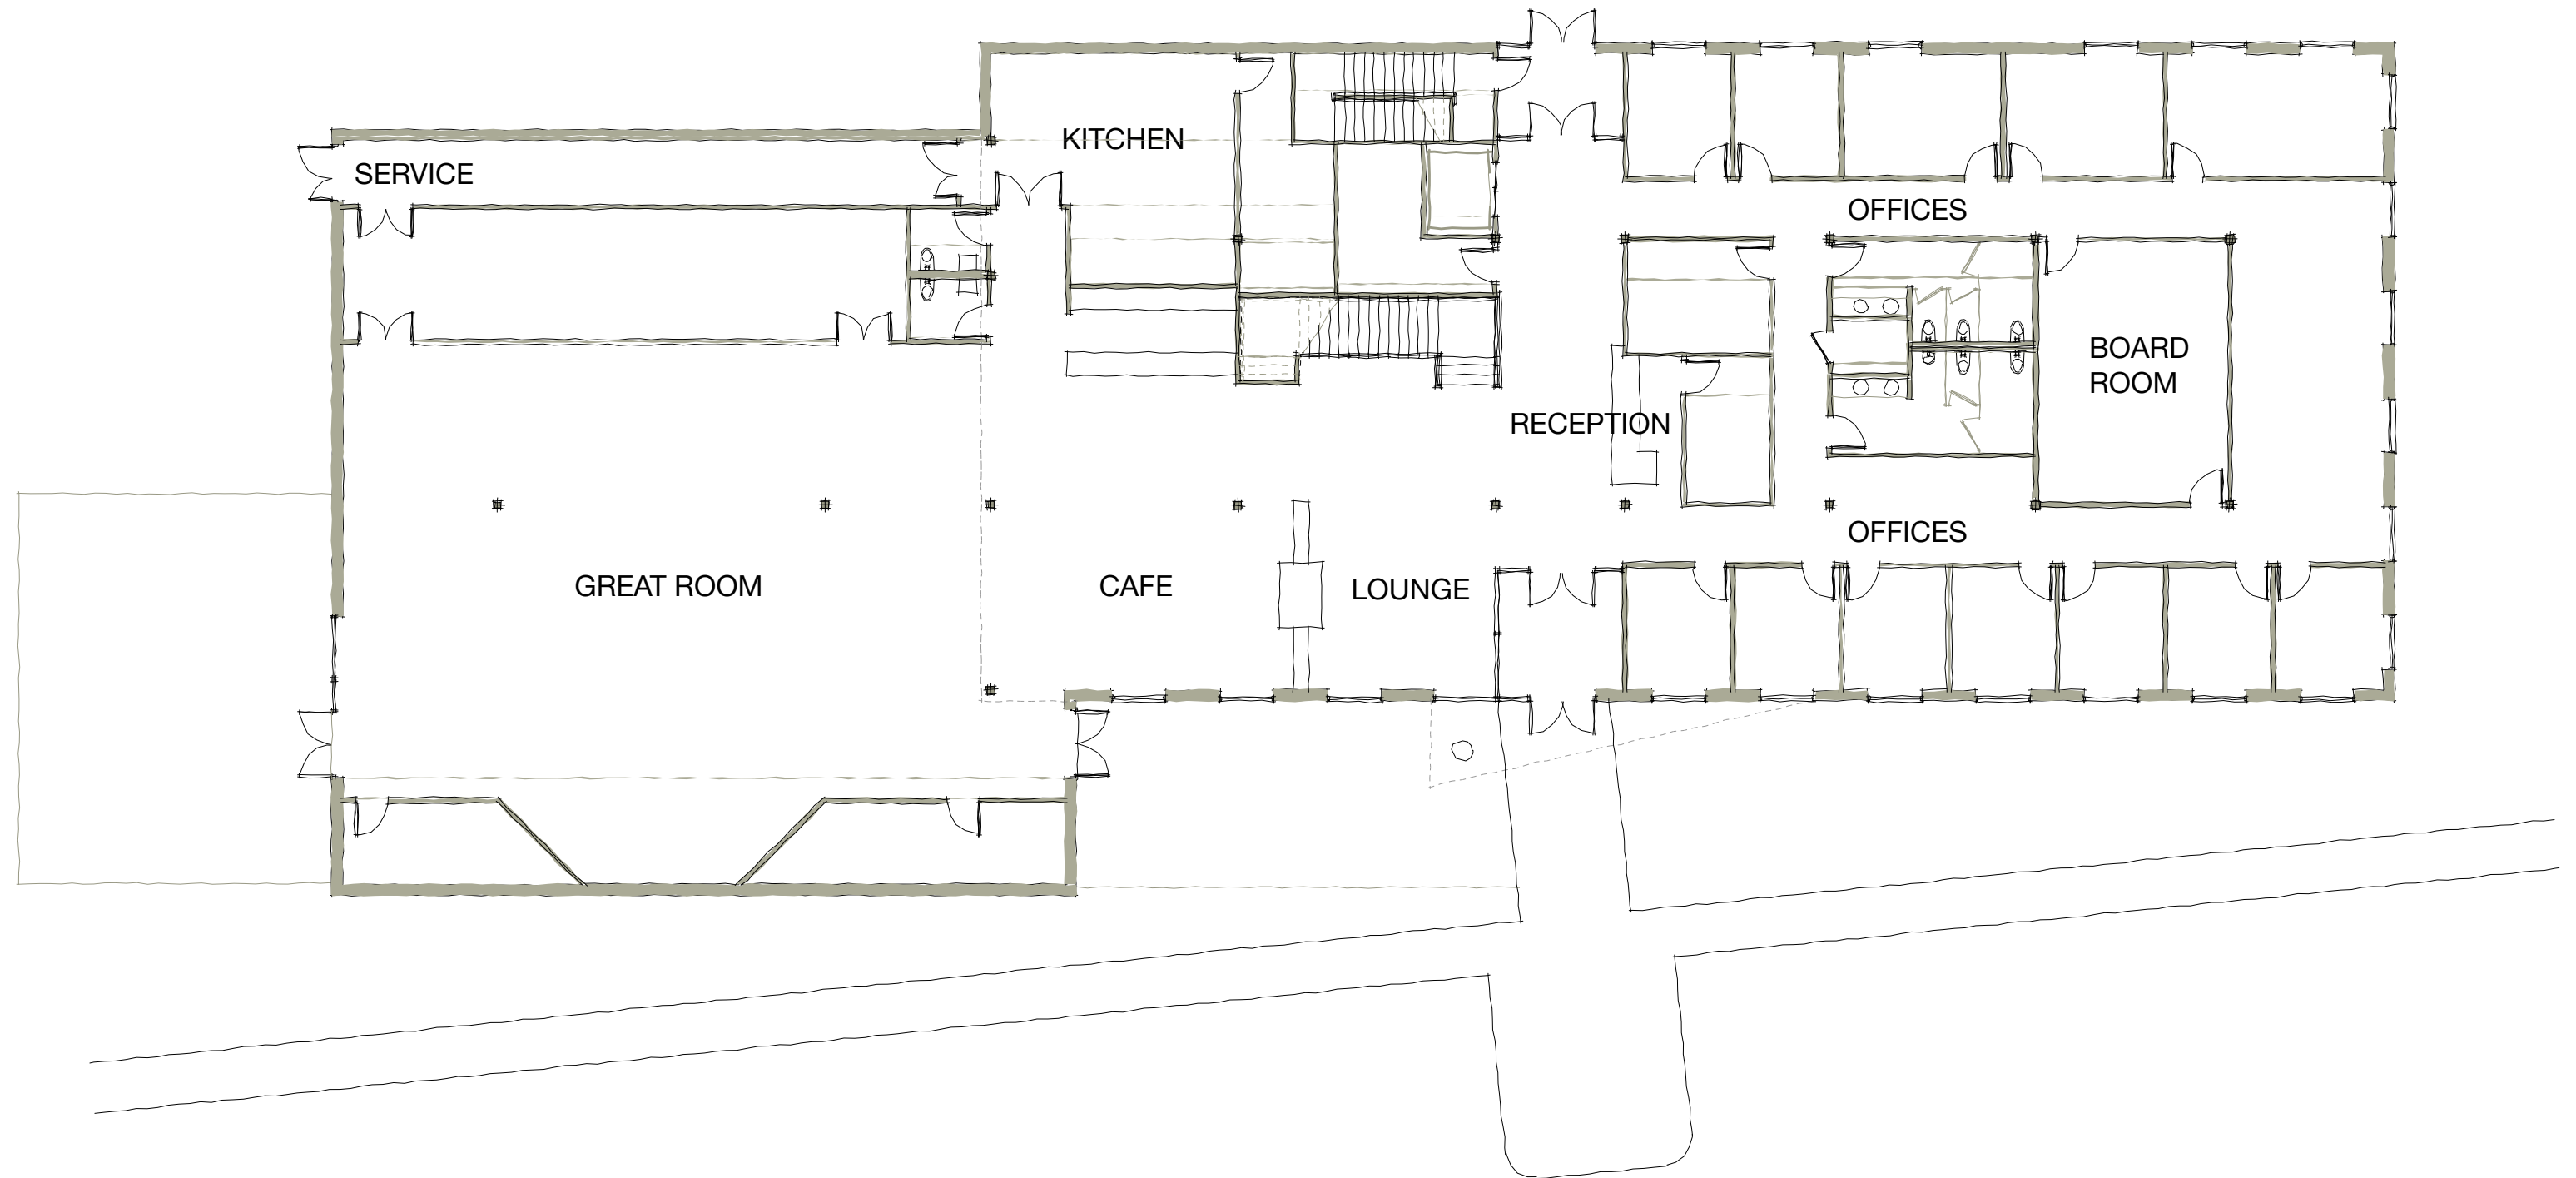 KITCHEN
SERVICE
OFFICES
BOARD
ROOM
RECEPTION
OFFICES
GREAT ROOM
CAFE
LOUNGE